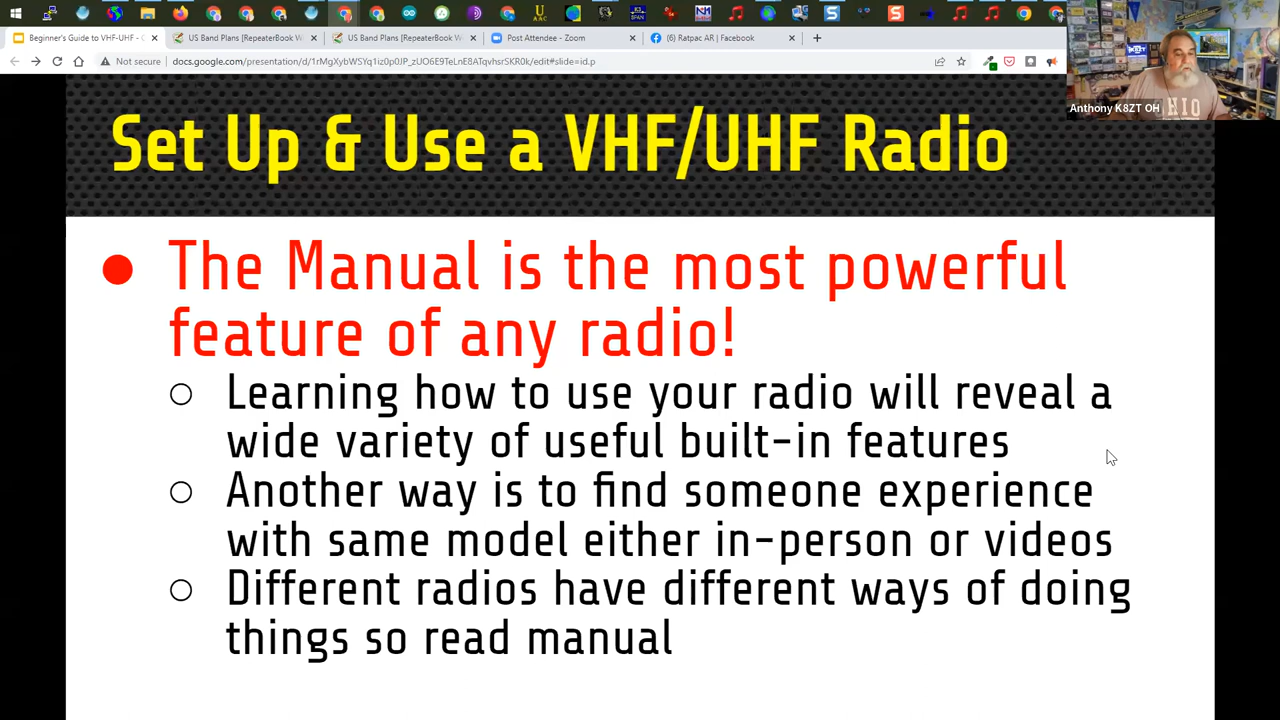 Beginner's Guide to VHF-UHF - G
US Band Plans [RepeaterBook W
US Band Plans [RepeaterBook W
Post Attendee - Zoom
(6) Ratpac AR | Facebook
Not secure
Anthony K8ZT OH
Set Up & Use a VHF/UHF Radio
The Manual is the most powerful
feature of any radio!
Learning how to use your radio will reveal a
wide variety of useful built-in features
Another way is to find someone experience
with same model either in-person or videos
Different radios have different ways of doing
things so read manual